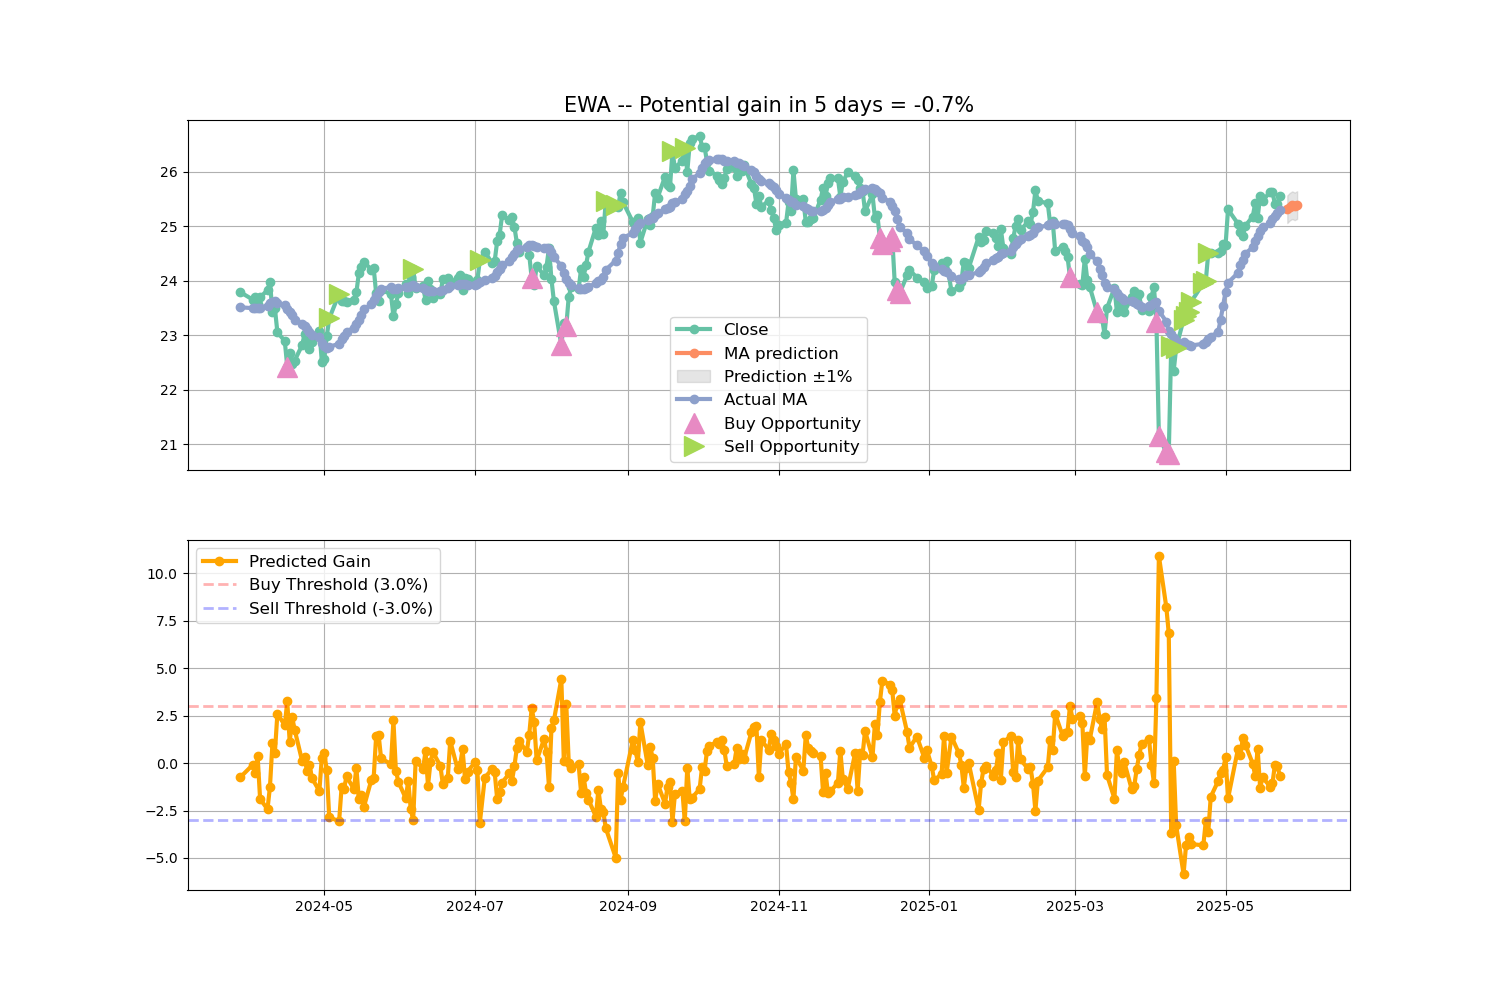 EWA -- Potential gain in 5 days = -0.7%
26
25
24
23
22
21
Close
MA prediction
Prediction ±1%
Actual MA
Buy Opportunity
Sell Opportunity
Predicted Gain
Buy Threshold (3.0%)
Sell Threshold (-3.0%)
10.0
7.5
5.0
2.5
0.0
−2.5
−5.0
2024-05 2024-07 2024-09 2024-11 2025-01 2025-03 2025-05